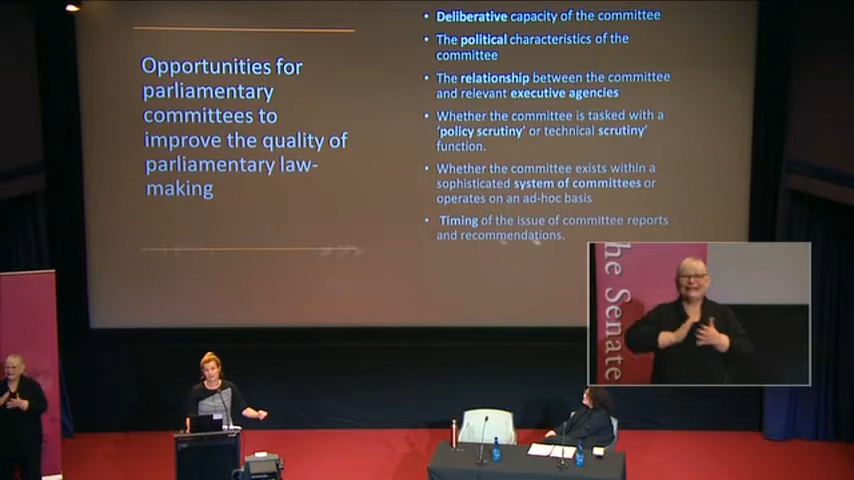 Opportunities for
parliamentary
committees to
improve the quality of
parliamentary law-
making
• Deliberative capacity of the committee
• The political characteristics of the
committee
• The relationship between the committee
and relevant executive agencies
• Whether the committee is tasked with a
'policy scrutiny' or technical scrutiny'
function.
• Whether the committee exists within a
sophisticated system of committees or
operates on an ad-hoc basis
• Timing of the issue of committee reports
and recommendations.
he Senate